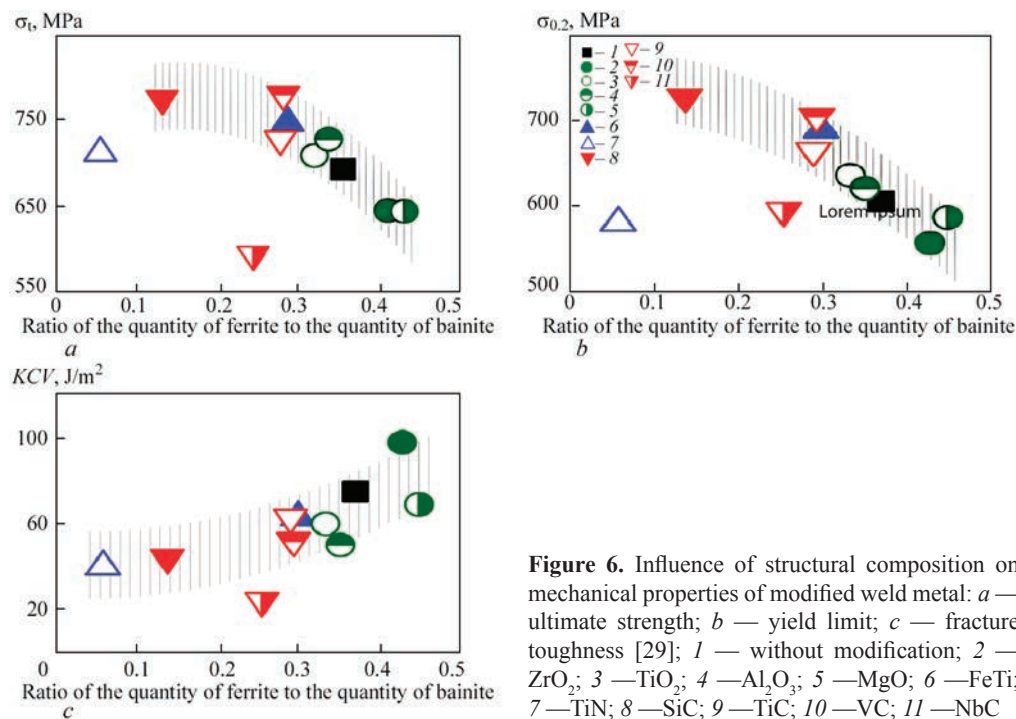 σt, MPa
750
650
550
0 0.1 0.2 0.3 0.4 0.5
Ratio of the quantity of ferrite to the quantity of bainite
a
σ0.2, MPa
– 1 – 9
– 2 – 10
– 3 – 11
– 4
– 5
– 6
– 7
– 8
700
600
500
Lorem ipsum
0 0.1 0.2 0.3 0.4 0.5
Ratio of the quantity of ferrite to the quantity of bainite
b
KCV, J/m²
100
60
20
0 0.1 0.2 0.3 0.4 0.5
Ratio of the quantity of ferrite to the quantity of bainite
c
Figure 6. Influence of structural composition on
mechanical properties of modified weld metal: a —
ultimate strength; b — yield limit; c — fracture
toughness [29]; 1 — without modification; 2 —
ZrO₂; 3 —TiO₂; 4 —Al₂O₃; 5 —MgO; 6 —FeTi;
7 —TiN; 8 —SiC; 9 —TiC; 10 —VC; 11 —NbC